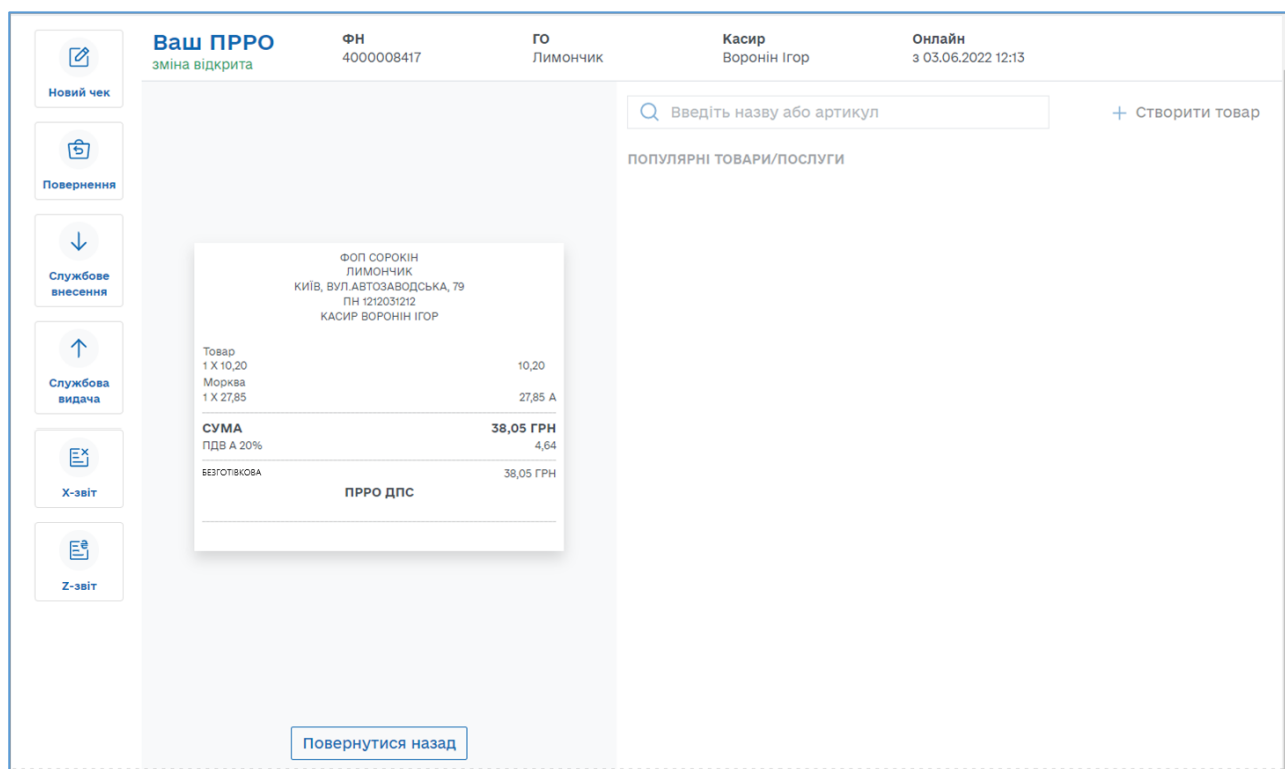 Ваш ПРРО
зміна відкрита
ФН
4000008417
ГО
Лимончик
Касир
Воронін Ігор
Онлайн
з 03.06.2022 12:13
Новий чек
Повернення
Службове
внесення
Службова
видача
X-звіт
Z-звіт
ФОП СОРОКІН
ЛИМОНЧИК
КИЇВ, ВУЛ.АВТОЗАВОДСЬКА, 79
ПН 1212031212
КАСИР ВОРОНІН ІГОР
Товар
1 X 10,20 10,20
Морква
1 X 27,85 27,85 А
СУМА 38,05 ГРН
ПДВ А 20% 4,64
БЕЗГОТІВКОВА 38,05 ГРН
ПРРО ДПС
Повернутися назад
Введіть назву або артикул
+ Створити товар
ПОПУЛЯРНІ ТОВАРИ/ПОСЛУГИ